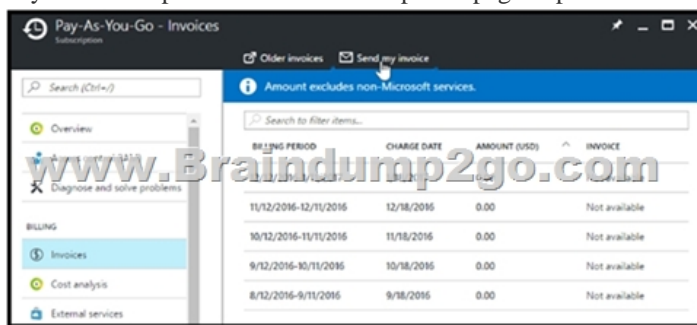 Pay-As-You-Go - Invoices
Subscription
Older invoices Send my invoice
Search (Ctrl+/)
Amount excludes non-Microsoft services.
Overview
Search to filter items...
BILLING PERIOD CHARGE DATE AMOUNT (USD) INVOICE
www.Braindump2go.com
Diagnose and solve problems
11/12/2016-12/11/2016 12/18/2016 0.00 Not available
BILLING
10/12/2016-11/11/2016 11/18/2016 0.00 Not available
Invoices
9/12/2016-10/11/2016 10/18/2016 0.00 Not available
Cost analysis
8/12/2016-9/11/2016 9/18/2016 0.00 Not available
External services